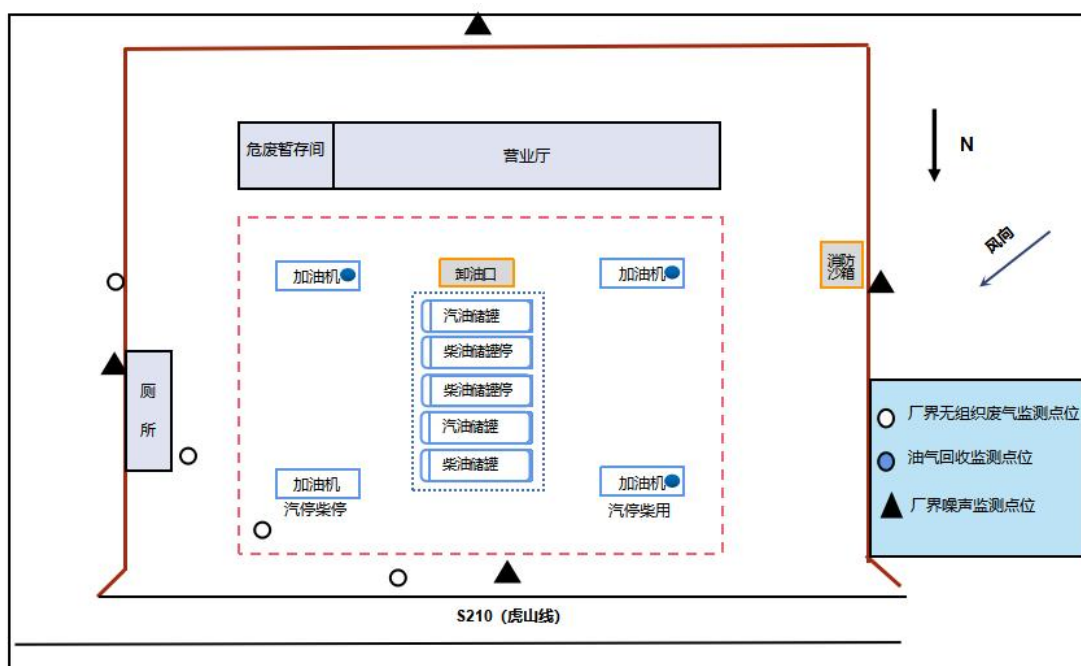 危废暂存间
营业厅
N
风向
加油机
卸油口
加油机
消防
沙箱
汽油储罐
柴油储罐停
柴油储罐停
汽油储罐
柴油储罐
厕
所
加油机
汽停柴停
加油机
汽停柴用
厂界无组织废气监测点位
油气回收监测点位
厂界噪声监测点位
S210（虎山线）